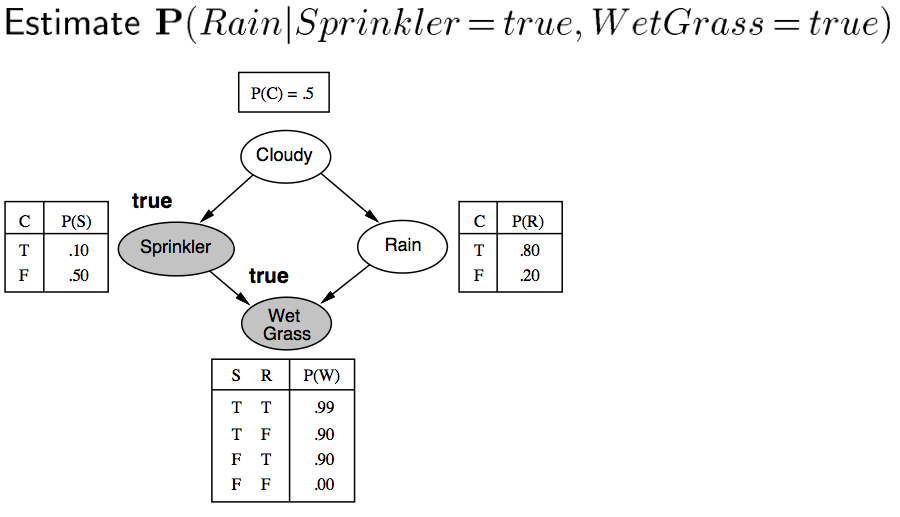 Estimate P(Rain|Sprinkler = true, WetGrass = true)
P(C) = .5
Cloudy
true
C P(S)
T .10
F .50
Sprinkler
Rain
C P(R)
T .80
F .20
true
Wet
Grass
S R P(W)
T T .99
T F .90
F T .90
F F .00